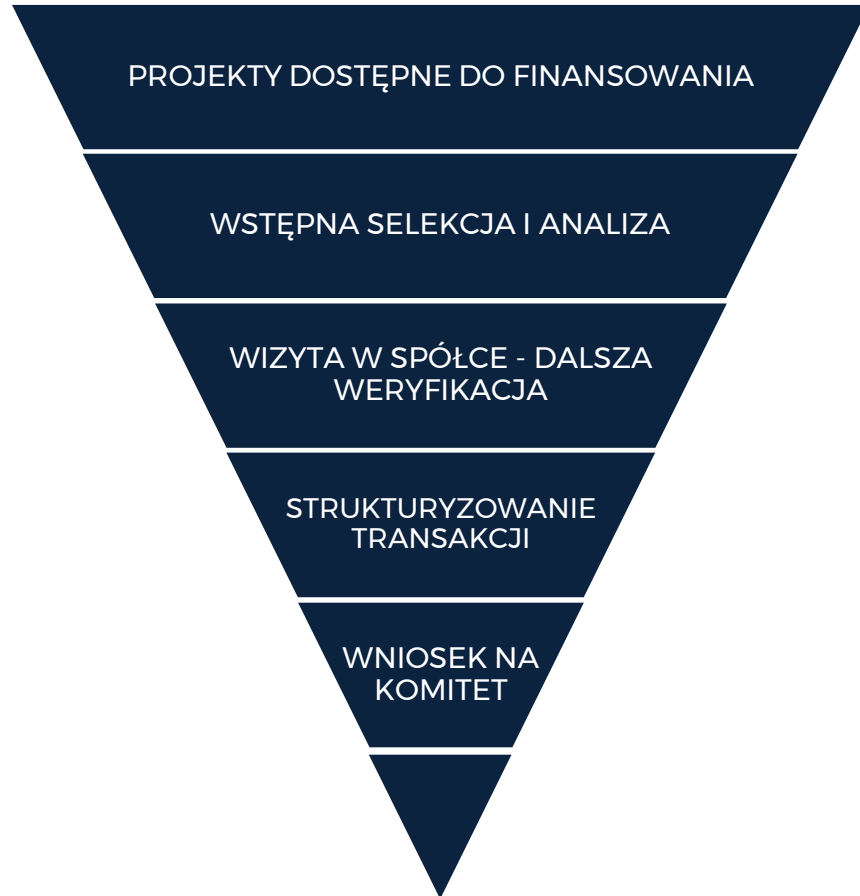 PROJEKTY DOSTĘPNE DO FINANSOWANIA
WSTĘPNA SELEKCJA I ANALIZA
WIZYTA W SPÓŁCE - DALSZA
WERYFIKACJA
STRUKTURYZOWANIE
TRANSAKCJI
WNIOSEK NA
KOMITET